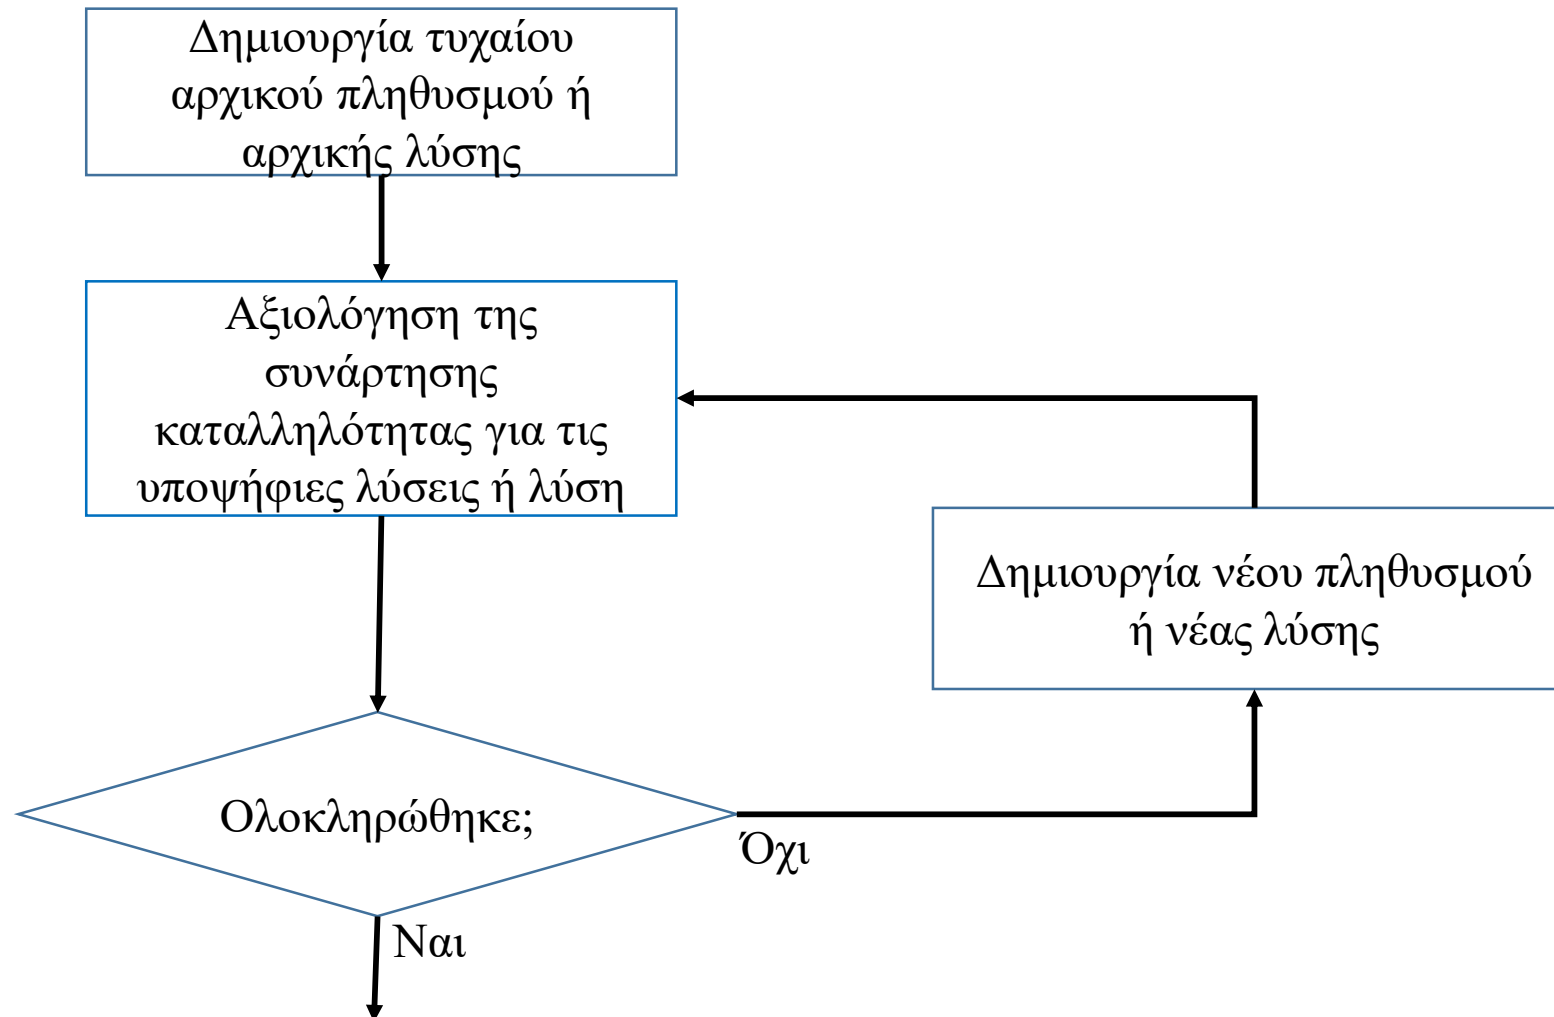 Δημιουργία τυχαίου
αρχικού πληθυσμού ή
αρχικής λύσης
Αξιολόγηση της
συνάρτησης
καταλληλότητας για τις
υποψήφιες λύσεις ή λύση
Δημιουργία νέου πληθυσμού
ή νέας λύσης
Ολοκληρώθηκε;
Όχι
Ναι